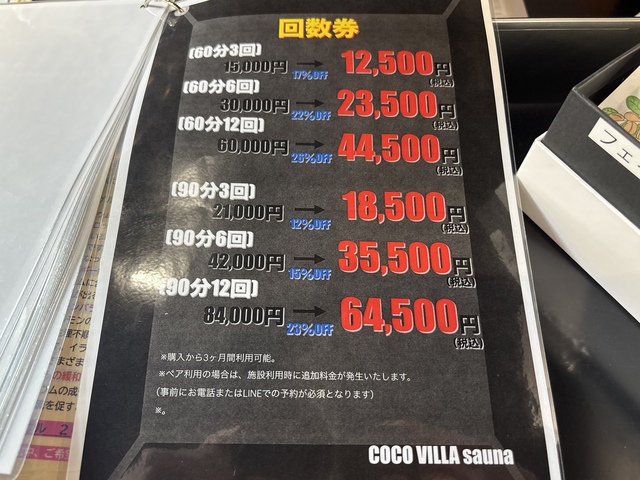 回数券
(60分3回)
15,000円 → 12,500円
17%OFF (税込)
(60分6回)
30,000円 → 23,500円
22%OFF (税込)
(60分12回)
60,000円 → 44,500円
26%OFF (税込)
(90分3回)
21,000円 → 18,500円
12%OFF (税込)
(90分6回)
42,000円 → 35,500円
15%OFF (税込)
(90分12回)
84,000円 → 64,500円
23%OFF (税込)
※購入から3ヶ月間利用可能。
※ペア利用の場合は、施設利用時に追加料金が発生いたします。
(事前にお電話またはLINEでの予約が必須となります)
※。
COCO VILLA sauna
フェ